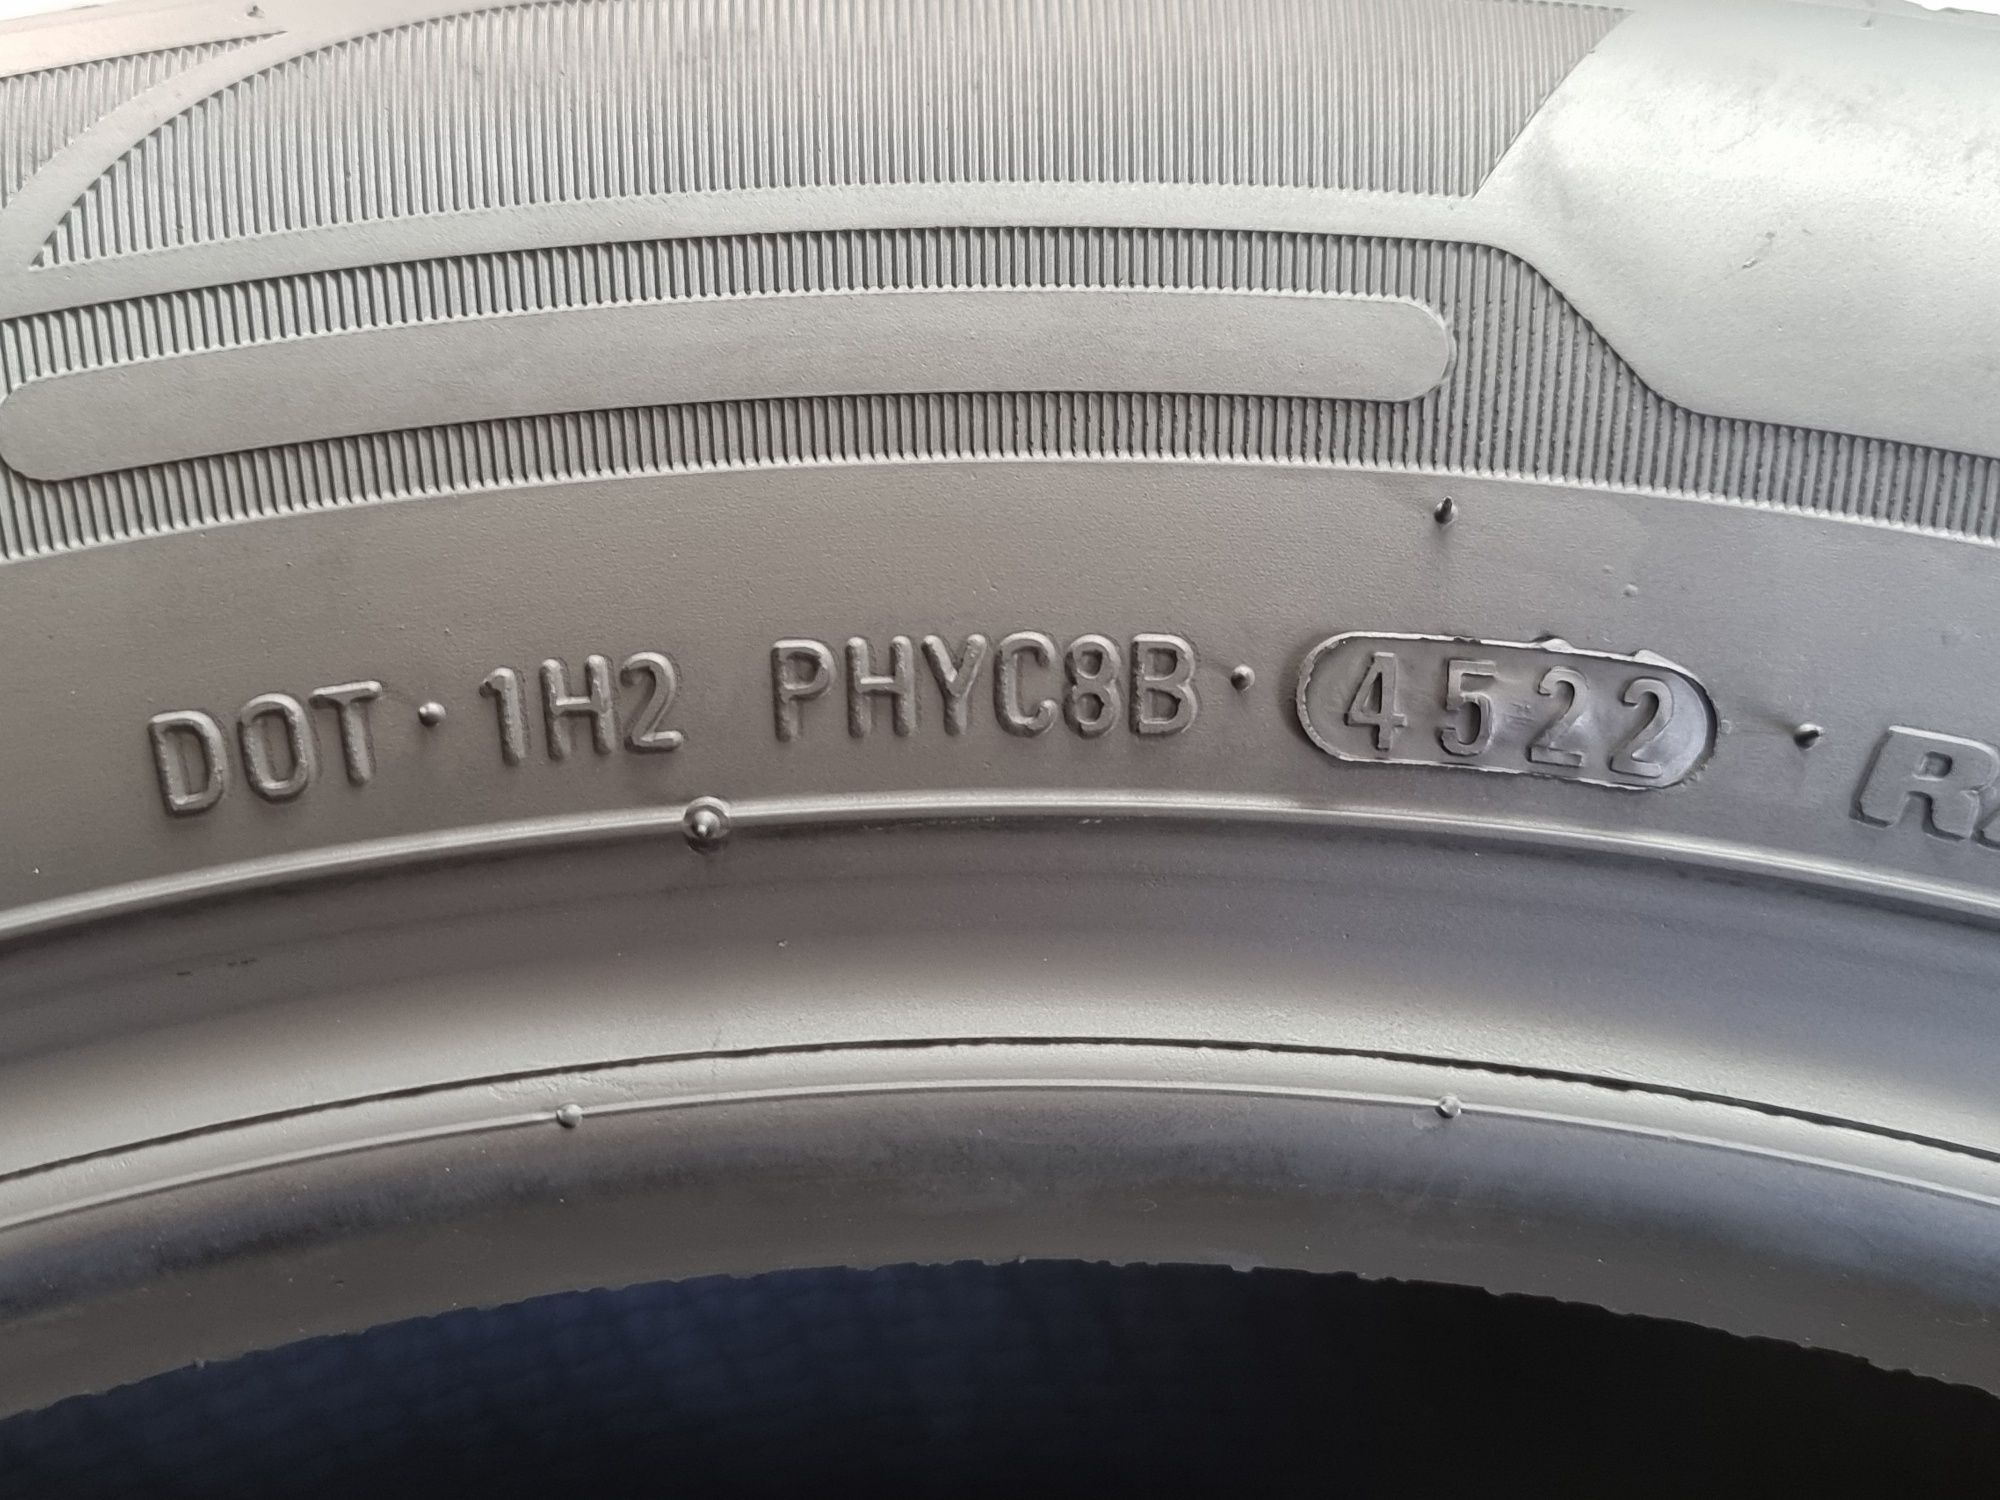 DOT · 1H2 PHYC8B · 4522 · R